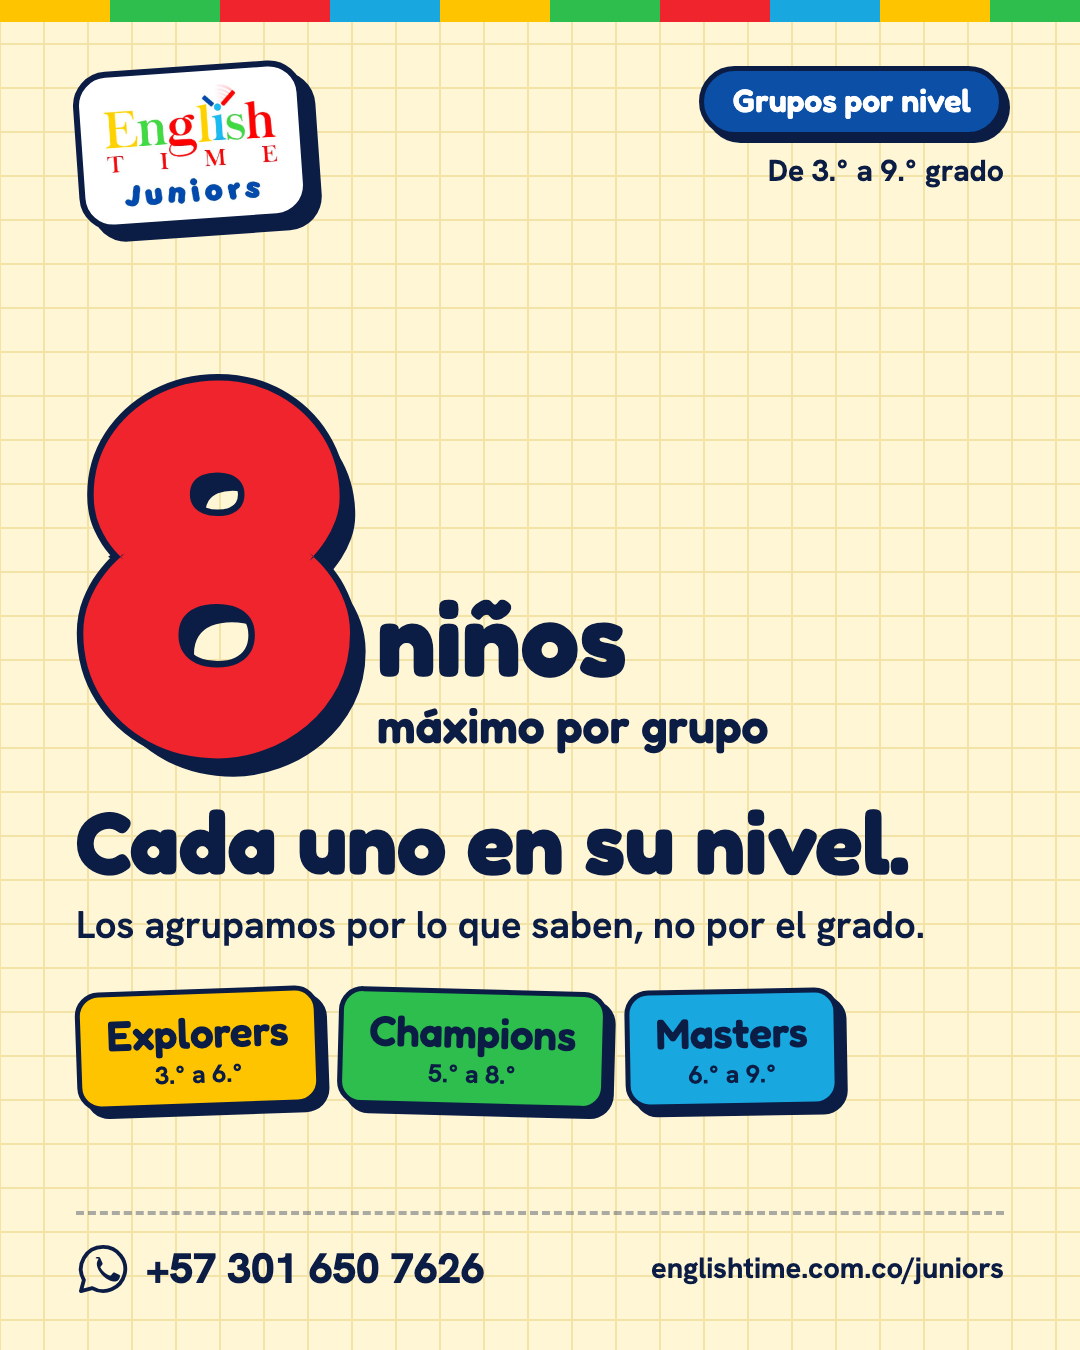 English
TIME
Juniors
Grupos por nivel
De 3.° a 9.° grado
8 niños
máximo por grupo
Cada uno en su nivel.
Los agrupamos por lo que saben, no por el grado.
Explorers
3.° a 6.°
Champions
5.° a 8.°
Masters
6.° a 9.°
+57 301 650 7626
englishtime.com.co/juniors